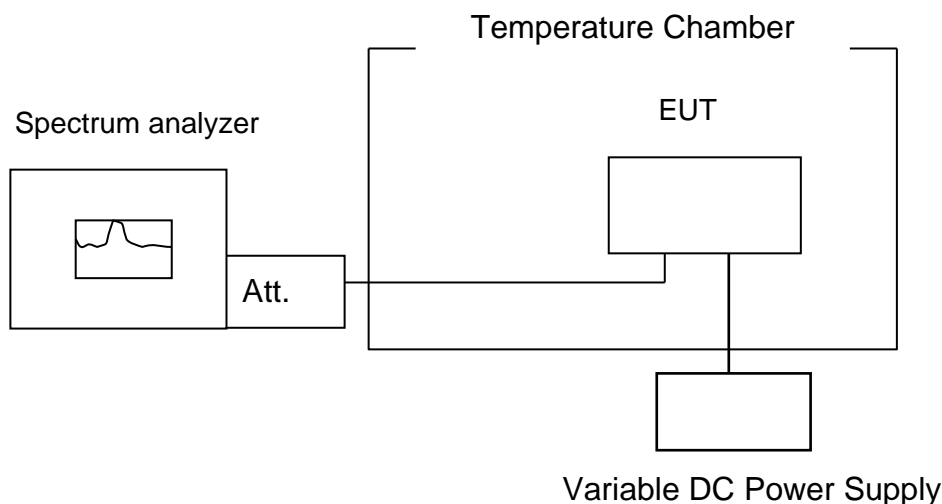 Temperature Chamber
EUT
Spectrum analyzer
Att.
Variable DC Power Supply